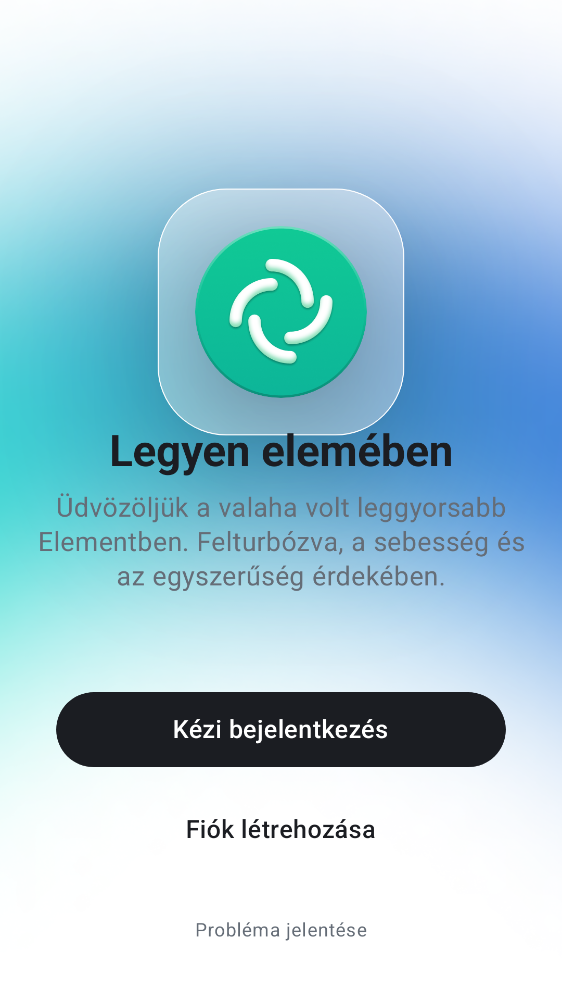 Legyen elemében
Üdvözöljük a valaha volt leggyorsabb
Elementben. Felturbózva, a sebesség és
az egyszerűség érdekében.
Kézi bejelentkezés
Fiók létrehozása
Probléma jelentése